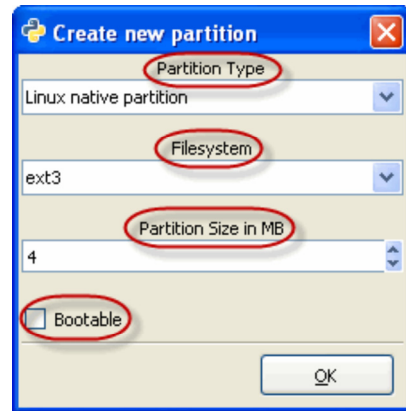 Create new partition
Partition Type
Linux native partition
Filesystem
ext3
Partition Size in MB
4
Bootable
OK